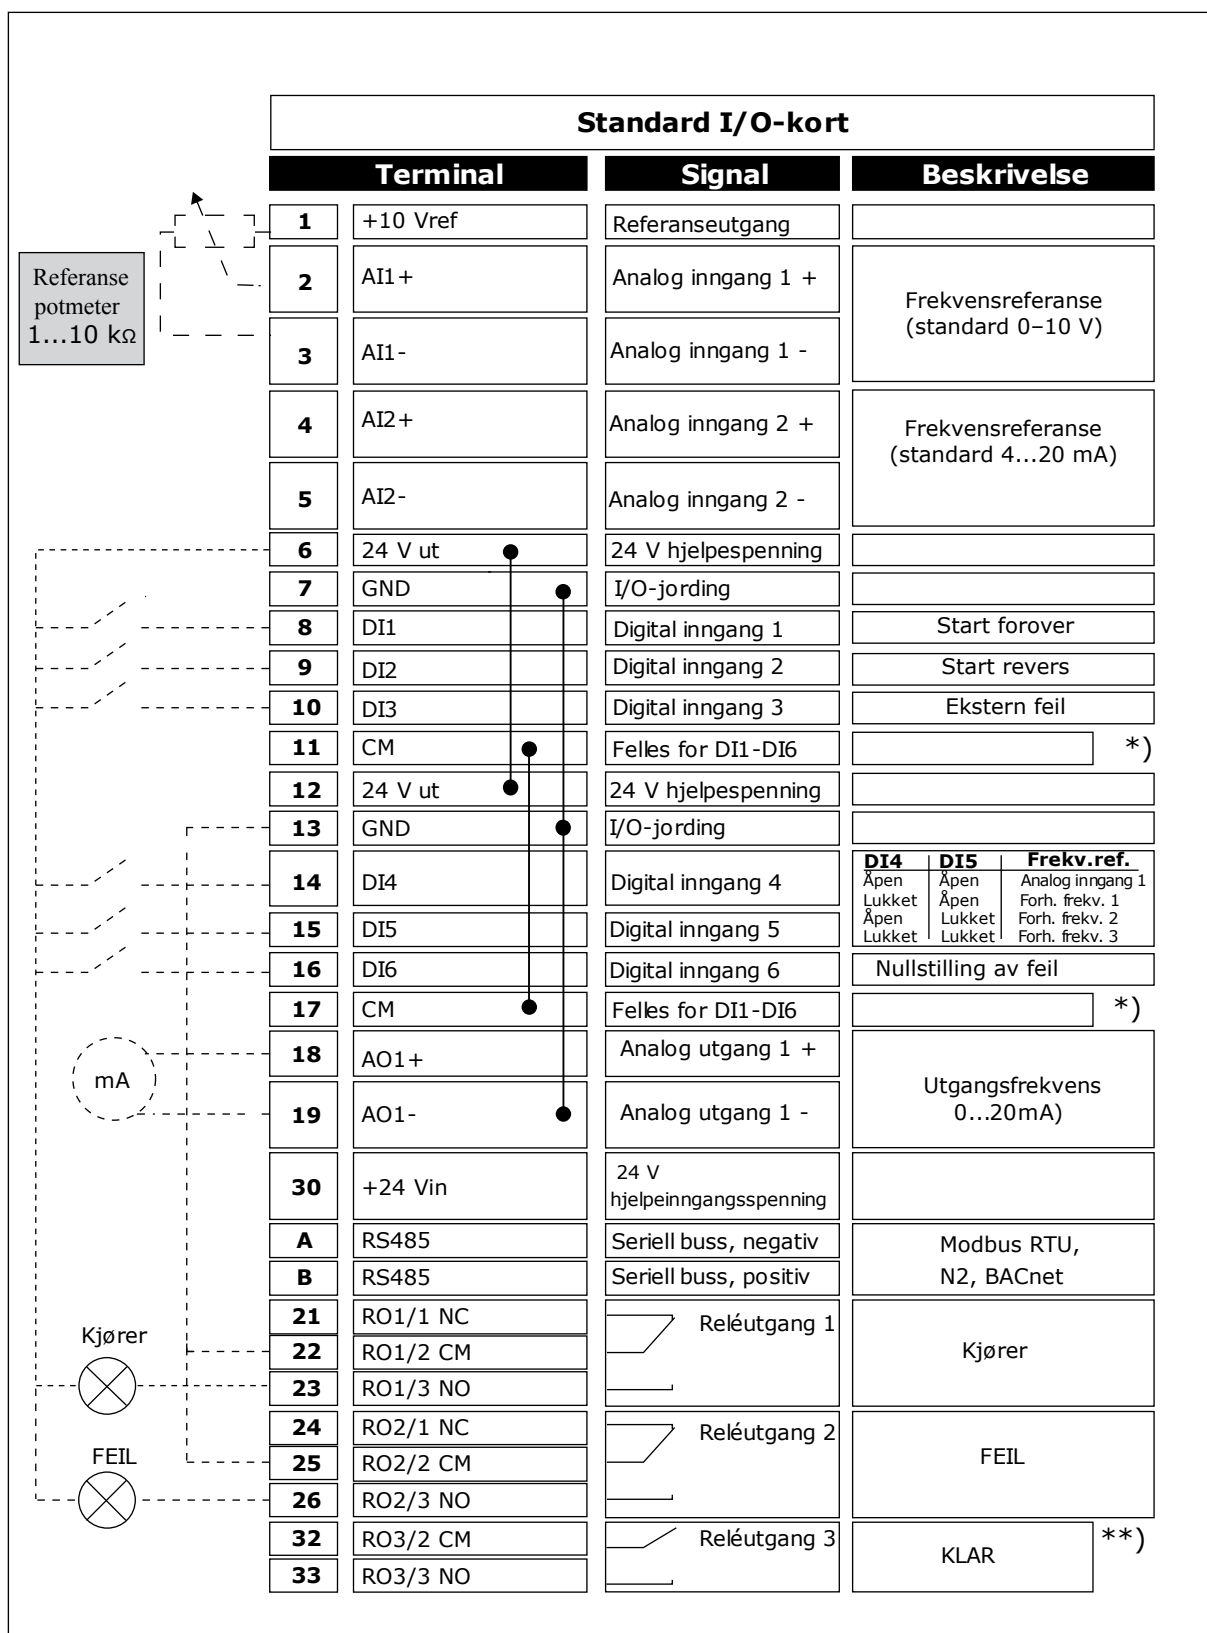 Standard I/O-kort
Terminal Signal Beskrivelse
1 +10 Vref Referanseutgang
Referanse
potmeter
1...10 kΩ
2 AI1+ Analog inngang 1 +
Frekvensreferanse
(standard 0–10 V)
3 AI1- Analog inngang 1 -
4 AI2+ Analog inngang 2 +
Frekvensreferanse
(standard 4...20 mA)
5 AI2- Analog inngang 2 -
6 24 V ut 24 V hjelpespenning
7 GND I/O-jording
8 DI1 Digital inngang 1 Start forover
9 DI2 Digital inngang 2 Start revers
10 DI3 Digital inngang 3 Ekstern feil
11 CM Felles for DI1-DI6 *)
12 24 V ut 24 V hjelpespenning
13 GND I/O-jording
14 DI4 Digital inngang 4
DI4 DI5 Frekv.ref.
Åpen Åpen Analog inngang 1
Lukket Åpen Forh. frekv. 1
Åpen Lukket Forh. frekv. 2
Lukket Lukket Forh. frekv. 3
15 DI5 Digital inngang 5
16 DI6 Digital inngang 6 Nullstilling av feil
17 CM Felles for DI1-DI6 *)
18 AO1+ Analog utgang 1 +
mA
Utgangsfrekvens
0...20mA)
19 AO1- Analog utgang 1 -
30 +24 Vin 24 V
hjelpeinngangsspenning
A RS485 Seriell buss, negativ
Modbus RTU,
N2, BACnet
B RS485 Seriell buss, positiv
21 RO1/1 NC Reléutgang 1
Kjører
22 RO1/2 CM Kjører
23 RO1/3 NO
24 RO2/1 NC Reléutgang 2
FEIL
25 RO2/2 CM FEIL
26 RO2/3 NO
32 RO3/2 CM Reléutgang 3 **)
KLAR
33 RO3/3 NO